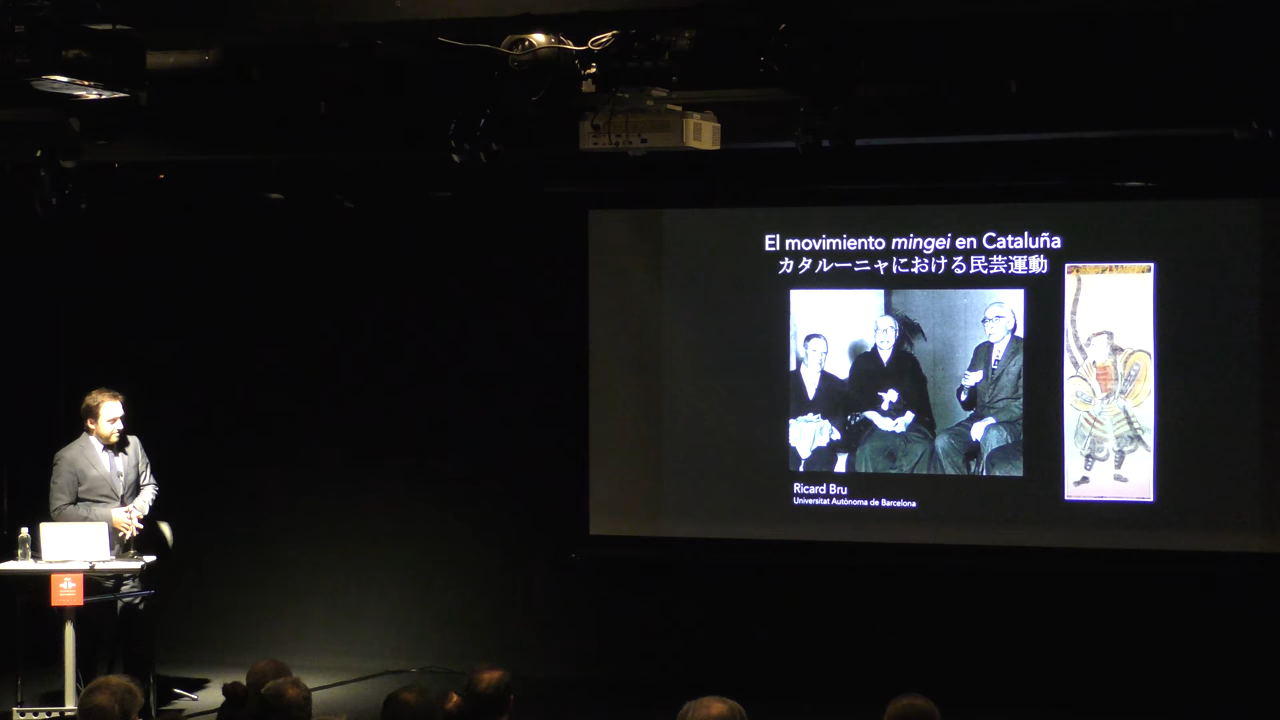 El movimiento mingei en Cataluña
カタルーニャにおける民芸運動
Ricard Bru
Universitat Autònoma de Barcelona